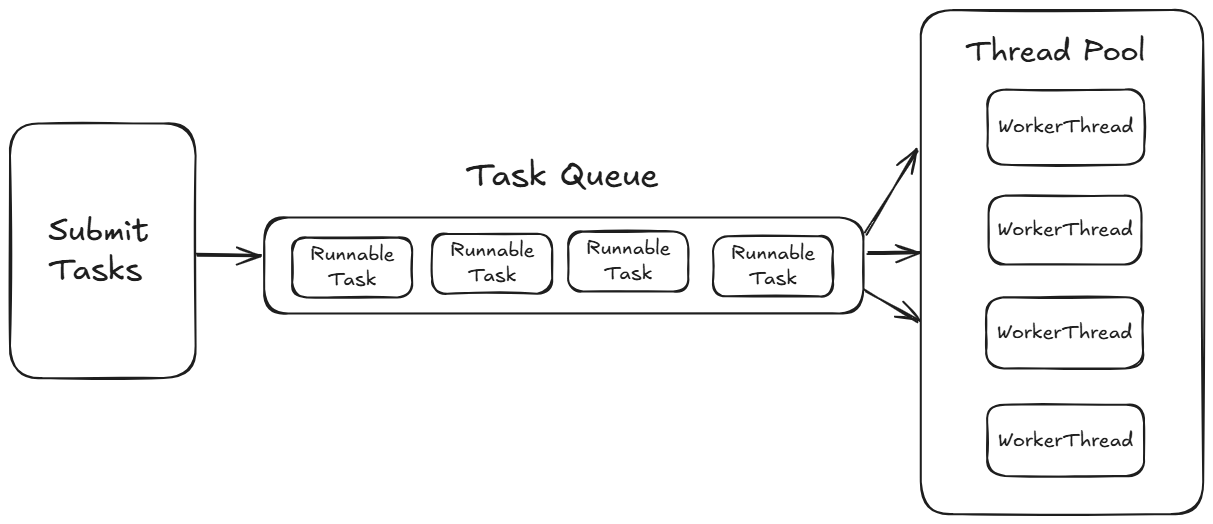 Submit
Tasks
Task Queue
Runnable
Task
Runnable
Task
Runnable
Task
Runnable
Task
Thread Pool
WorkerThread
WorkerThread
WorkerThread
WorkerThread